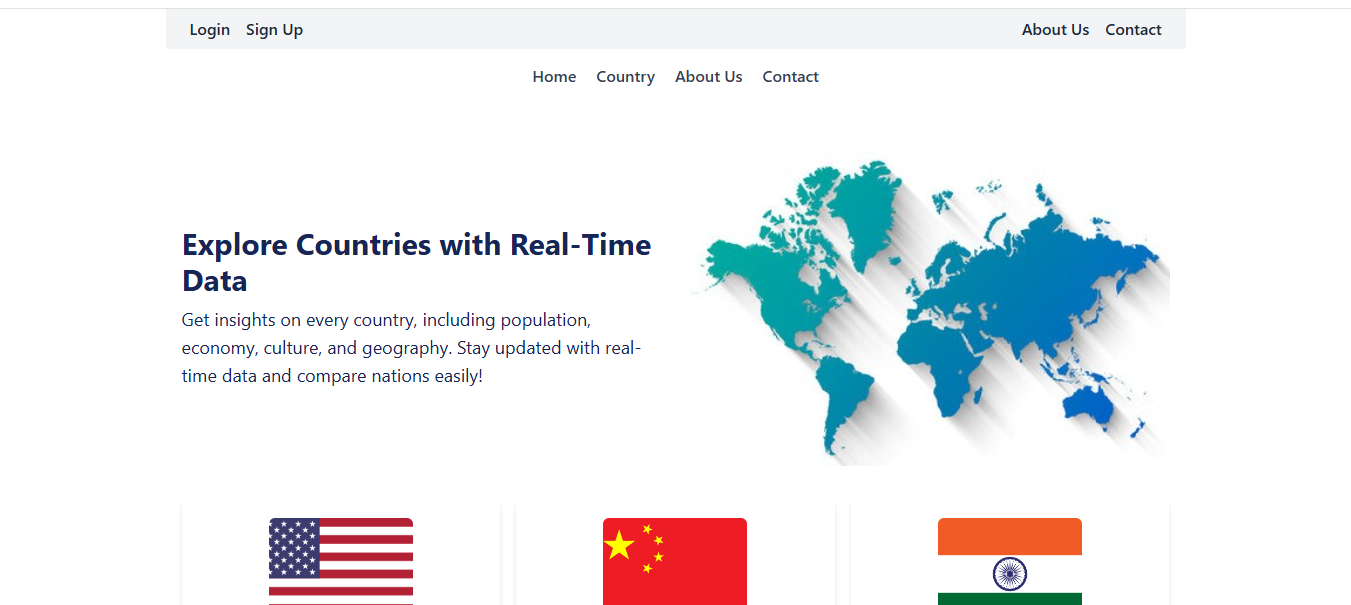 Login Sign Up About Us Contact
Home Country About Us Contact
Explore Countries with Real-Time
Data
Get insights on every country, including population,
economy, culture, and geography. Stay updated with real-
time data and compare nations easily!